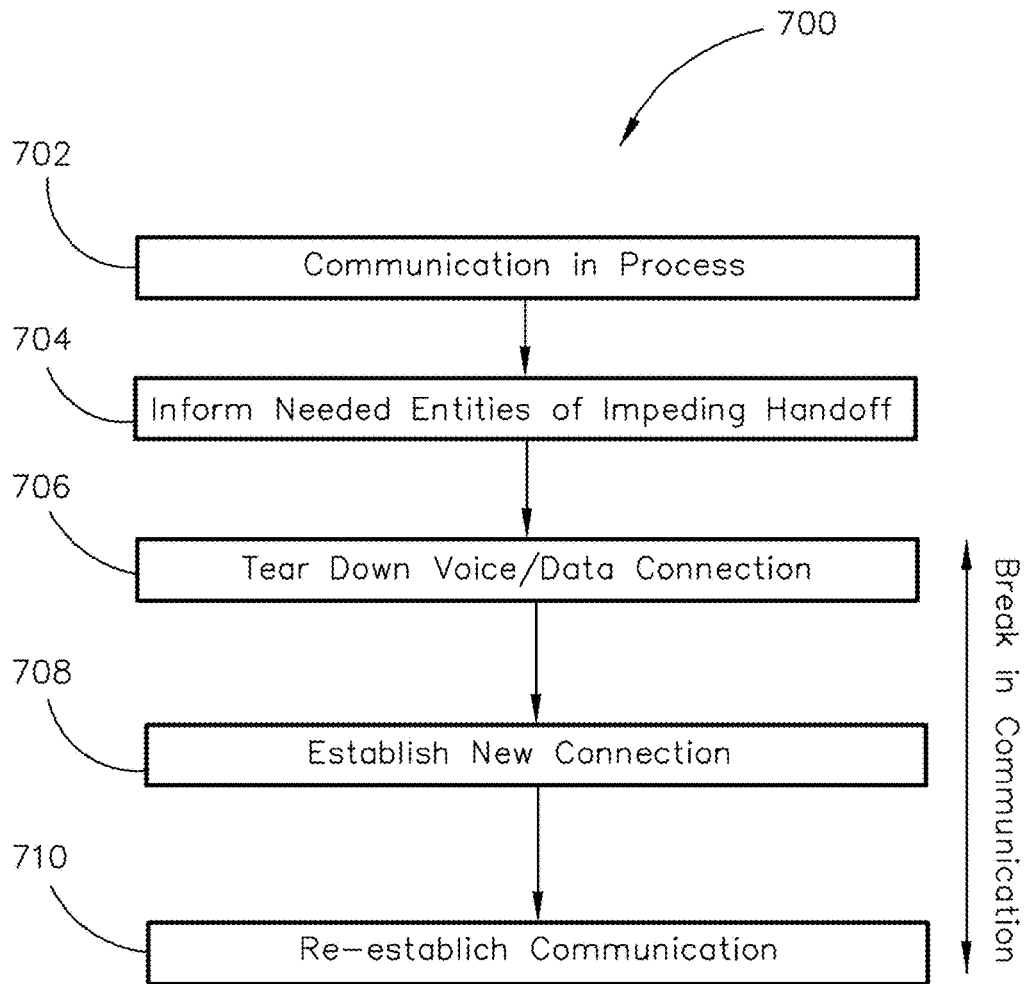 700
702
Communication in Process
704
Inform Needed Entities of Impeding Handoff
706
Tear Down Voice/Data Connection
708
Establish New Connection
710
Re-establich Communication
Break in Communication